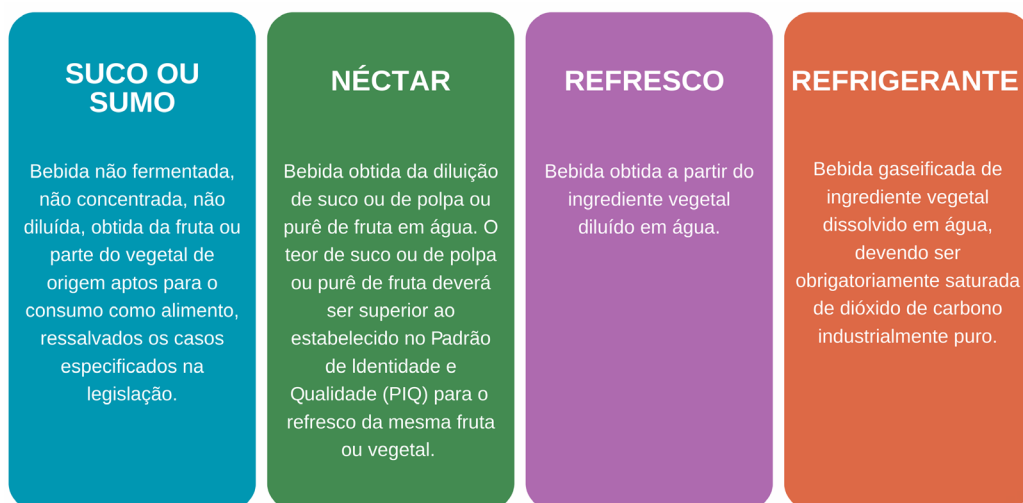 SUCO OU
SUMO
Bebida não fermentada,
não concentrada, não
diluída, obtida da fruta ou
parte do vegetal de
origem aptos para o
consumo como alimento,
ressalvados os casos
especificados na
legislação.
NÉCTAR
Bebida obtida da diluição
de suco ou de polpa ou
purê de fruta em água. O
teor de suco ou de polpa
ou purê de fruta deverá
ser superior ao
estabelecido no Padrão
de Identidade e
Qualidade (PIQ) para o
refresco da mesma fruta
ou vegetal.
REFRESCO
Bebida obtida a partir do
ingrediente vegetal
diluído em água.
REFRIGERANTE
Bebida gaseificada de
ingrediente vegetal
dissolvido em água,
devendo ser
obrigatoriamente saturada
de dióxido de carbono
industrialmente puro.